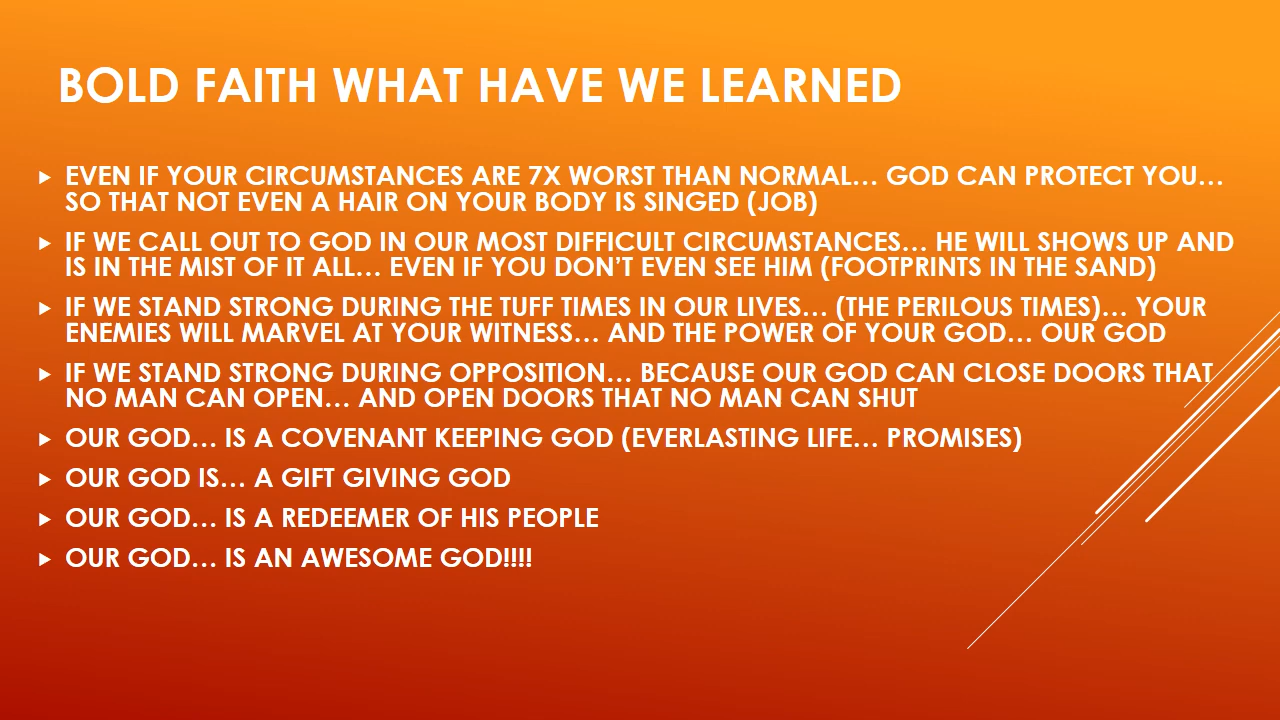 BOLD FAITH WHAT HAVE WE LEARNED
EVEN IF YOUR CIRCUMSTANCES ARE 7X WORST THAN NORMAL… GOD CAN PROTECT YOU…
SO THAT NOT EVEN A HAIR ON YOUR BODY IS SINGED (JOB)
IF WE CALL OUT TO GOD IN OUR MOST DIFFICULT CIRCUMSTANCES… HE WILL SHOWS UP AND
IS IN THE MIST OF IT ALL… EVEN IF YOU DON’T EVEN SEE HIM (FOOTPRINTS IN THE SAND)
IF WE STAND STRONG DURING THE TUFF TIMES IN OUR LIVES… (THE PERILOUS TIMES)… YOUR
ENEMIES WILL MARVEL AT YOUR WITNESS… AND THE POWER OF YOUR GOD… OUR GOD
IF WE STAND STRONG DURING OPPOSITION… BECAUSE OUR GOD CAN CLOSE DOORS THAT
NO MAN CAN OPEN… AND OPEN DOORS THAT NO MAN CAN SHUT
OUR GOD… IS A COVENANT KEEPING GOD (EVERLASTING LIFE… PROMISES)
OUR GOD IS… A GIFT GIVING GOD
OUR GOD… IS A REDEEMER OF HIS PEOPLE
OUR GOD… IS AN AWESOME GOD!!!!